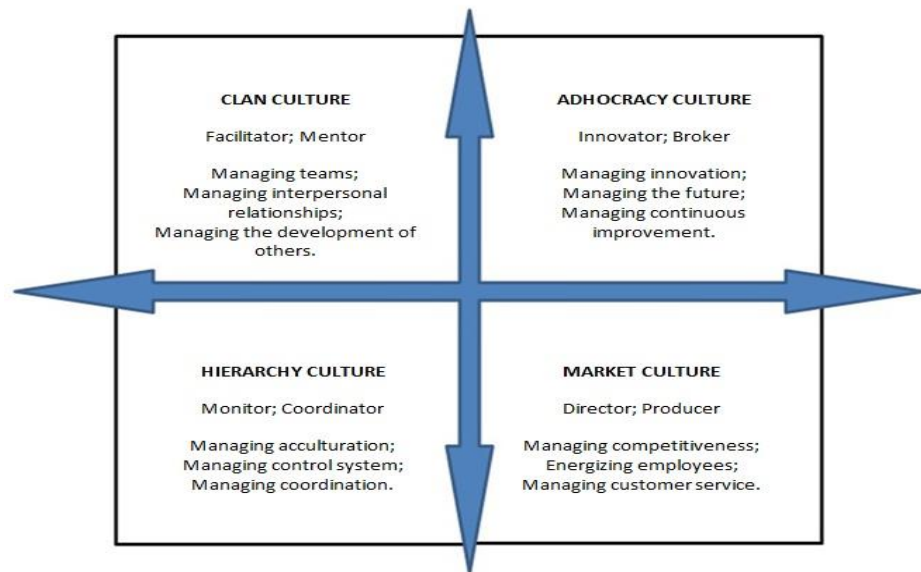 CLAN CULTURE
Facilitator; Mentor
Managing teams;
Managing interpersonal
relationships;
Managing the development of
others.
ADHOCRACY CULTURE
Innovator; Broker
Managing innovation;
Managing the future;
Managing continuous
improvement.
HIERARCHY CULTURE
Monitor; Coordinator
Managing acculturation;
Managing control system;
Managing coordination.
MARKET CULTURE
Director; Producer
Managing competitiveness;
Energizing employees;
Managing customer service.